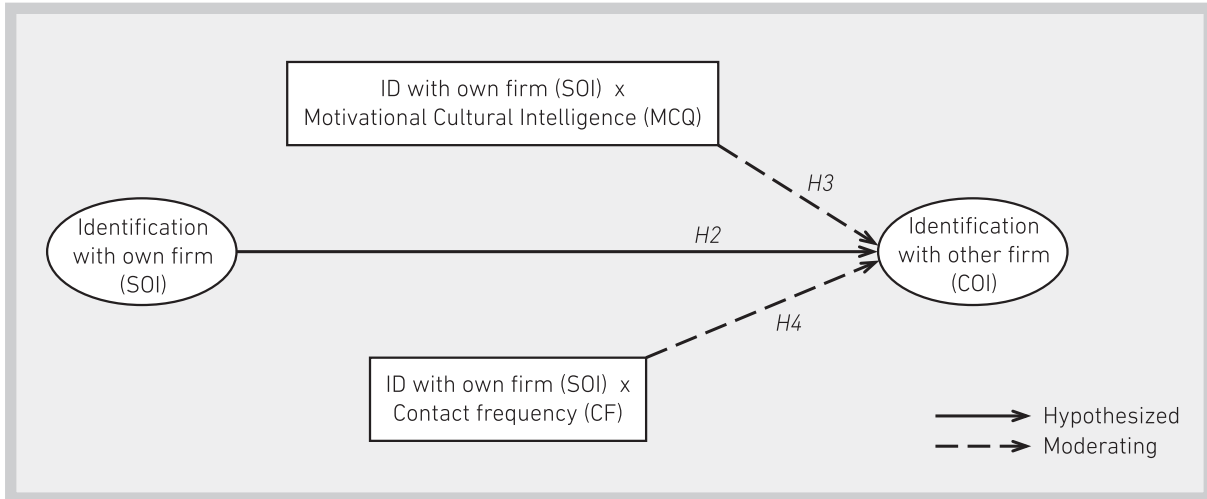 ID with own firm (SOI) x
Motivational Cultural Intelligence (MCQ)
H3
Identification
with own firm
(SOI)
H2
Identification
with other firm
(COI)
H4
ID with own firm (SOI) x
Contact frequency (CF)
Hypothesized
Moderating